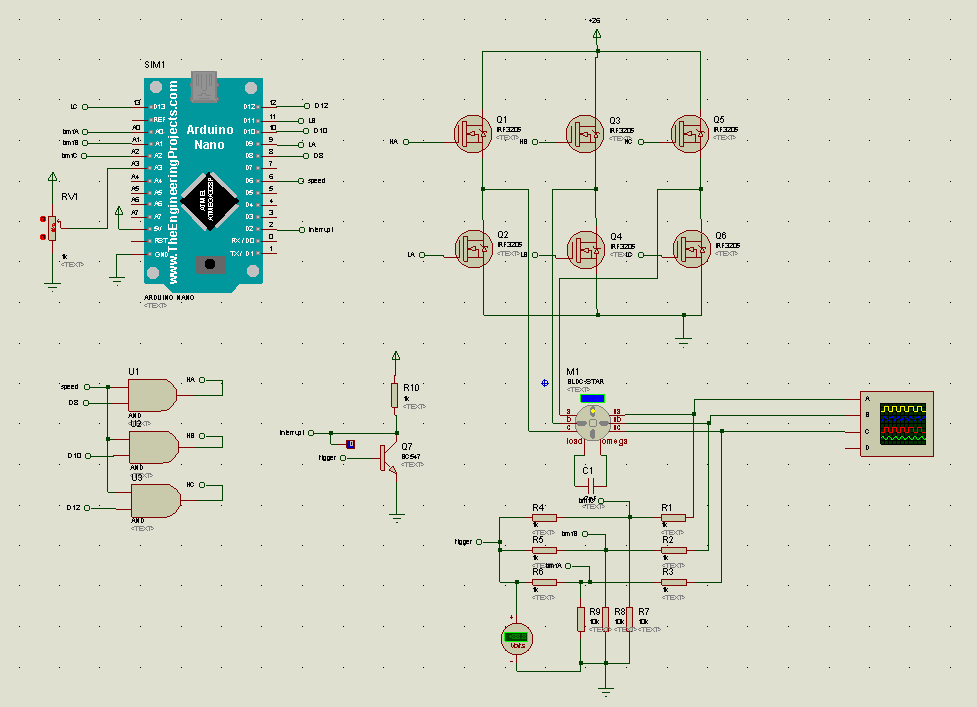 SIM1
www.TheEngineeringProjects.com
Arduino
Nano
ATMEL
ATMEGA328P
LC
13
D13
REF
bmfA
A0
A0
bmfB
A1
A1
bmfC
A2
A2
A3
A3
A4
A4
A5
A5
A6
A6
A7
A7
5V
RST
GND
12
D12
D12
11
D11
LB
10
D10
D10
9
D9
LA
8
D8
D8
7
D7
6
D6
speed
5
D5
4
D4
3
D3
2
D2
interrupt
0
RX / D0
1
TX / D1
ARDUINO NANO
<TEXT>
RV1
1k
<TEXT>
+26
Q1
IRF3205
<TEXT>
Q3
IRF3205
<TEXT>
Q5
IRF3205
<TEXT>
HA
HB
HC
Q2
IRF3205
<TEXT>
Q4
IRF3205
<TEXT>
Q6
IRF3205
<TEXT>
LA
LB
LC
U1
speed
D8
HA
AND
<TEXT>
U2
D10
HB
AND
<TEXT>
U3
D12
HC
AND
<TEXT>
R10
1k
<TEXT>
interrupt
0
trigger
Q7
BC547
<TEXT>
M1
BLDC-STAR
<TEXT>
load
omega
C1
<TEXT>
bmfC
R4
1k
<TEXT>
R1
1k
<TEXT>
bmfB
trigger
R5
1k
<TEXT>
R2
1k
<TEXT>
bmfA
R6
1k
<TEXT>
R3
1k
<TEXT>
R9
10k
<TEXT>
R8
10k
<TEXT>
R7
10k
<TEXT>
Volts
A
B
C
D